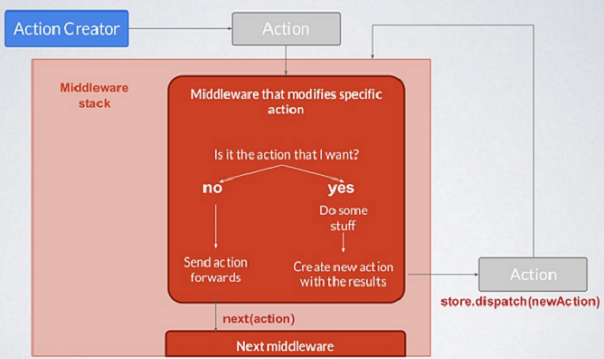 Action Creator
Action
Middleware
stack
Middleware that modifies specific
action
Is it the action that I want?
no
yes
Do some
stuff
Send action
forwards
Create new action
with the results
Action
store.dispatch(newAction)
next(action)
Next middleware